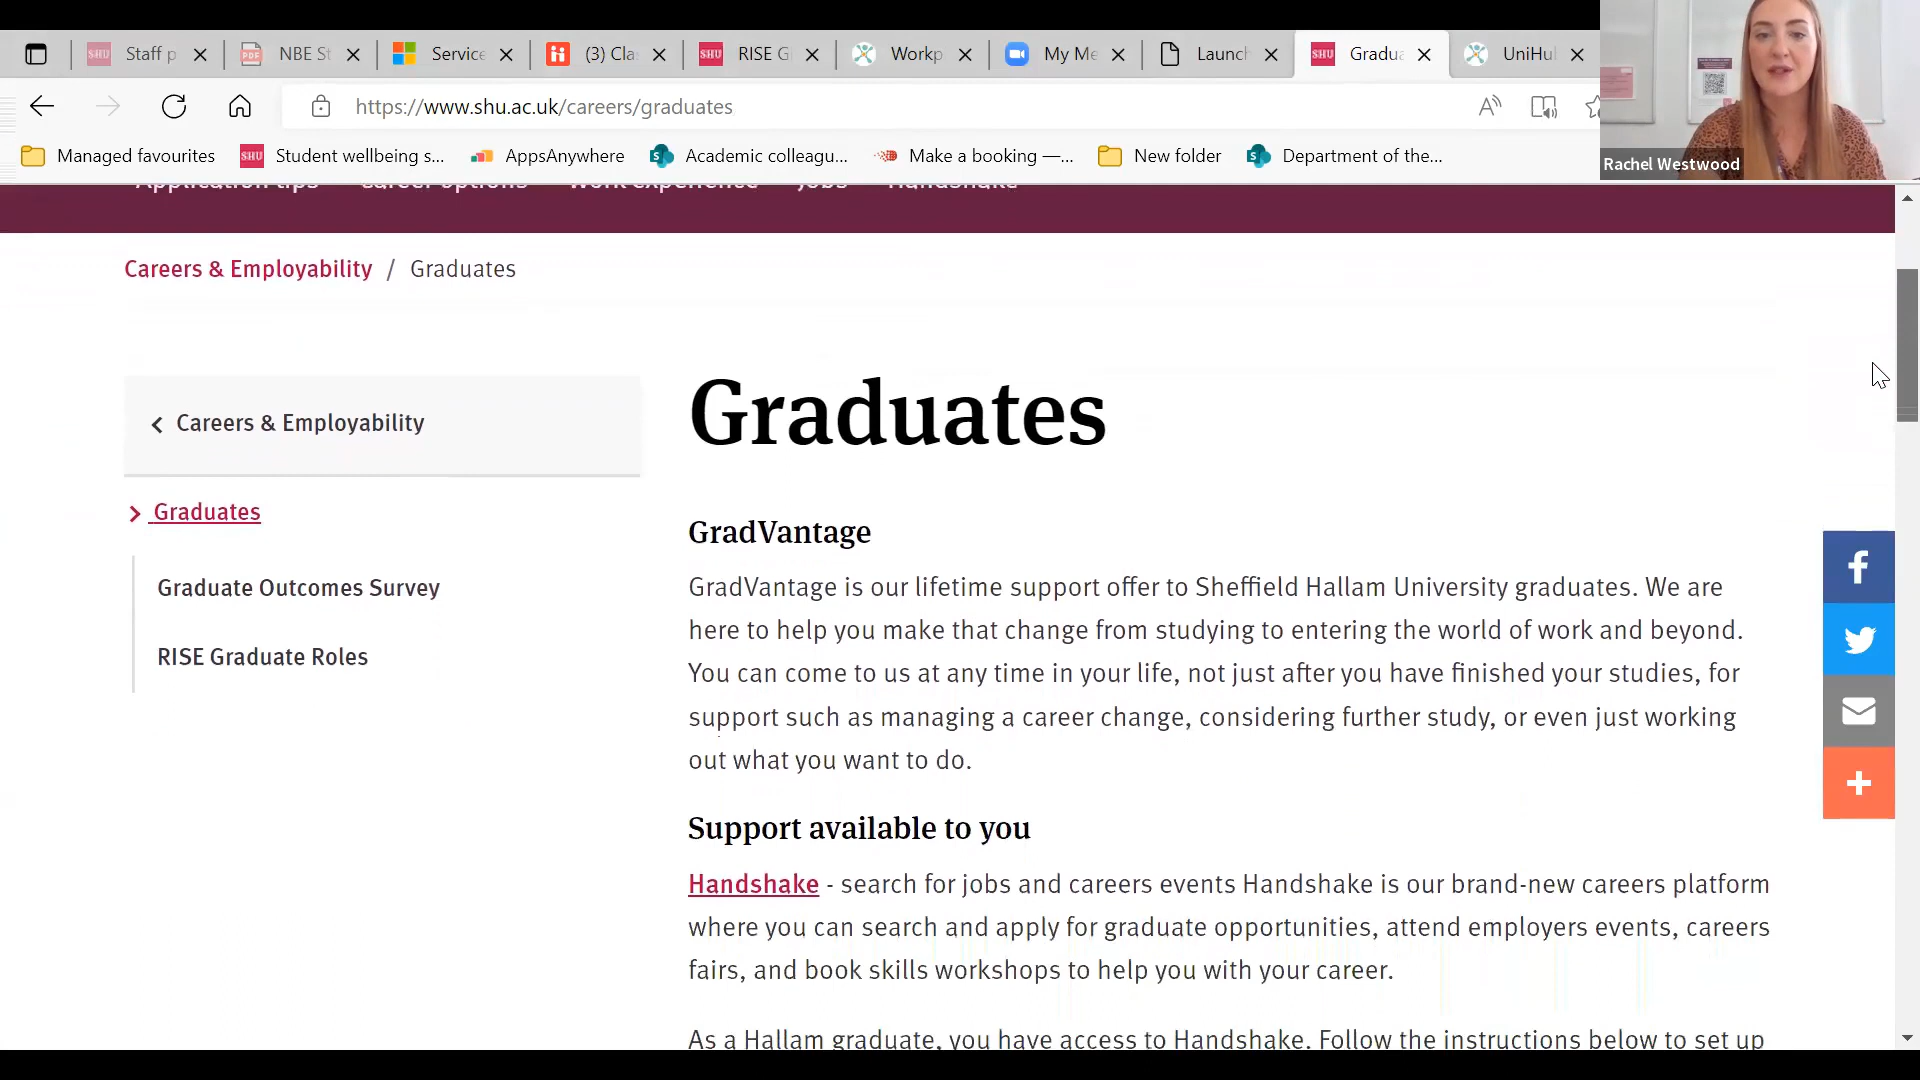 Staff p
NBE St
Service
(3) Cla
RISE G
Workp
My Me
Launch
Gradua
UniHul
https://www.shu.ac.uk/careers/graduates
Managed favourites
SHU
Student wellbeing s...
AppsAnywhere
Academic colleagu...
Make a booking —...
New folder
Department of the...
Rachel Westwood
Application tips
Career options
Work experience
Jobs
Handshake
Careers & Employability / Graduates
Careers & Employability
Graduates
Graduate Outcomes Survey
RISE Graduate Roles
Graduates
GradVantage
GradVantage is our lifetime support offer to Sheffield Hallam University graduates. We are
here to help you make that change from studying to entering the world of work and beyond.
You can come to us at any time in your life, not just after you have finished your studies, for
support such as managing a career change, considering further study, or even just working
out what you want to do.
Support available to you
Handshake - search for jobs and careers events Handshake is our brand-new careers platform
where you can search and apply for graduate opportunities, attend employers events, careers
fairs, and book skills workshops to help you with your career.
As a Hallam graduate, you have access to Handshake. Follow the instructions below to set up